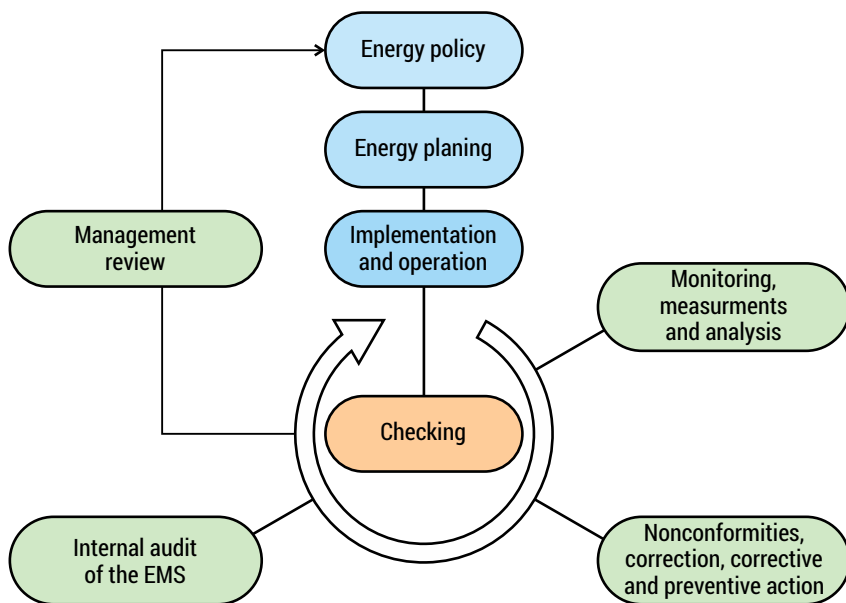 Energy policy
Energy planing
Implementation
and operation
Management
review
Monitoring,
measurments
and analysis
Checking
Internal audit
of the EMS
Nonconformities,
correction, corrective
and preventive action